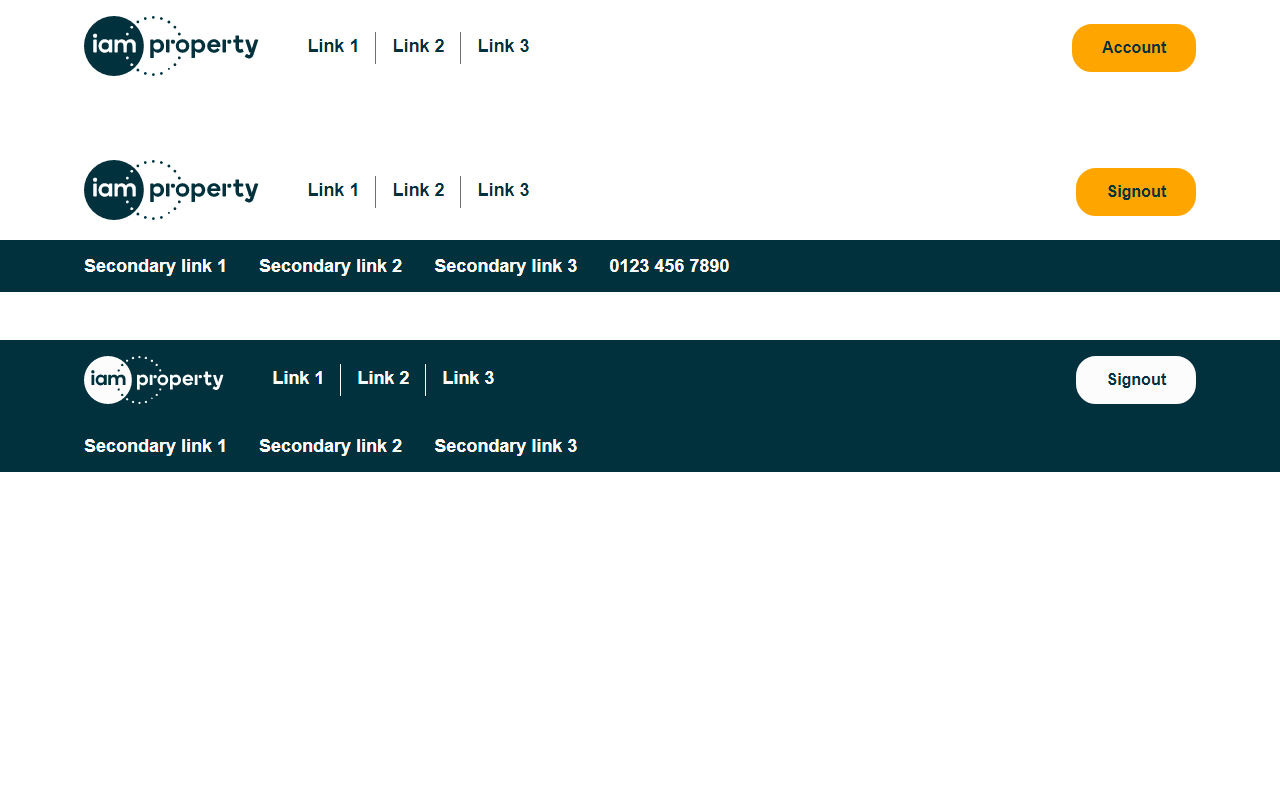 iam property Link 1 Link 2 Link 3 Account
iam property Link 1 Link 2 Link 3 Signout
Secondary link 1 Secondary link 2 Secondary link 3 0123 456 7890
iam property Link 1 Link 2 Link 3 Signout
Secondary link 1 Secondary link 2 Secondary link 3